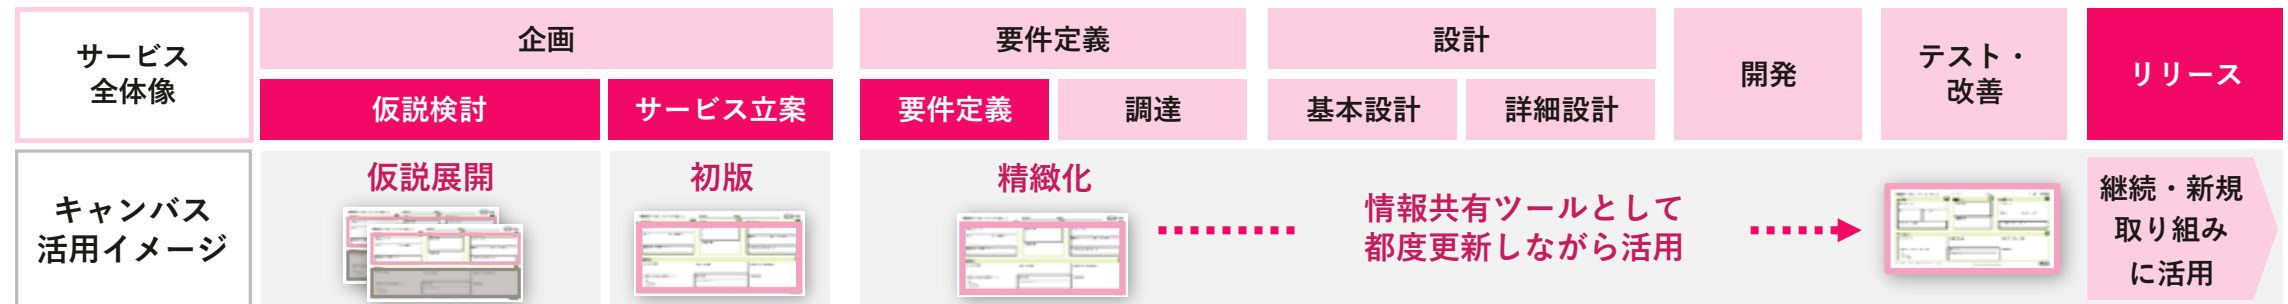 サービス
全体像
企画
要件定義
設計
開発
テスト・
改善
リリース
仮説検討
サービス立案
要件定義
調達
基本設計
詳細設計
キャンバス
活用イメージ
仮説展開
初版
精緻化
情報共有ツールとして
都度更新しながら活用
継続・新規
取り組み
に活用